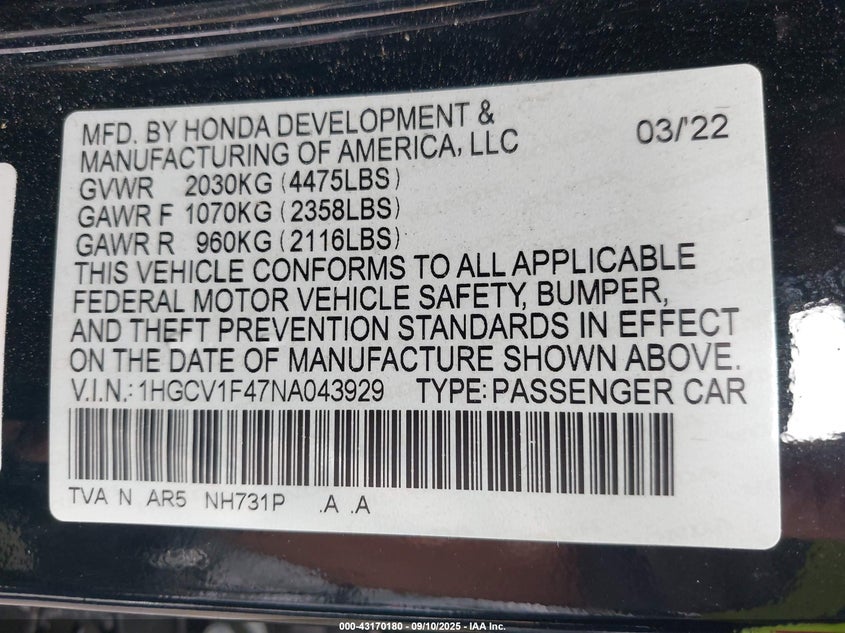 MFD. BY HONDA DEVELOPMENT &
MANUFACTURING OF AMERICA, LLC
03/'22
GVWR 2030KG (4475LBS)
GAWR F 1070KG (2358LBS)
GAWR R 960KG (2116LBS)
THIS VEHICLE CONFORMS TO ALL APPLICABLE
FEDERAL MOTOR VEHICLE SAFETY, BUMPER,
AND THEFT PREVENTION STANDARDS IN EFFECT
ON THE DATE OF MANUFACTURE SHOWN ABOVE.
V.I.N.: 1HGCV1F47NA043929 TYPE: PASSENGER CAR
TVA N AR5 NH731P .A .A
000-43170180 - 09/10/2025 - IAA Inc.